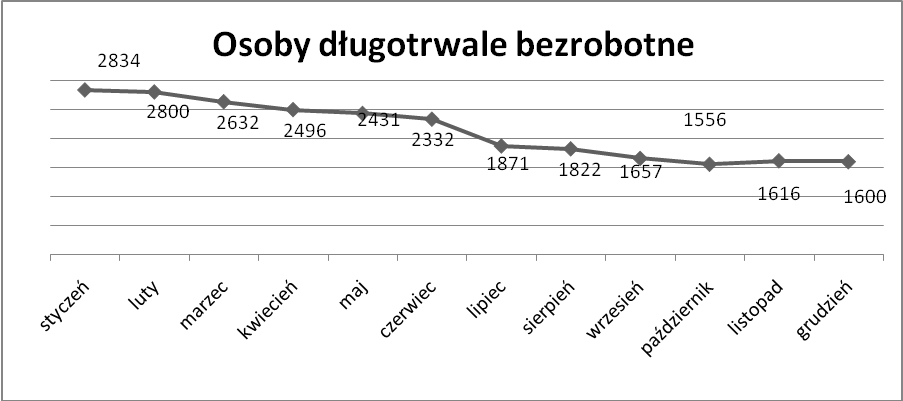 Osoby długotrwale bezrobotne
2834
2800
2632
2496
2431
2332
1871
1822
1657
1556
1616
1600
styczeń
luty
marzec
kwiecień
maj
czerwiec
lipiec
sierpień
wrzesień
październik
listopad
grudzień